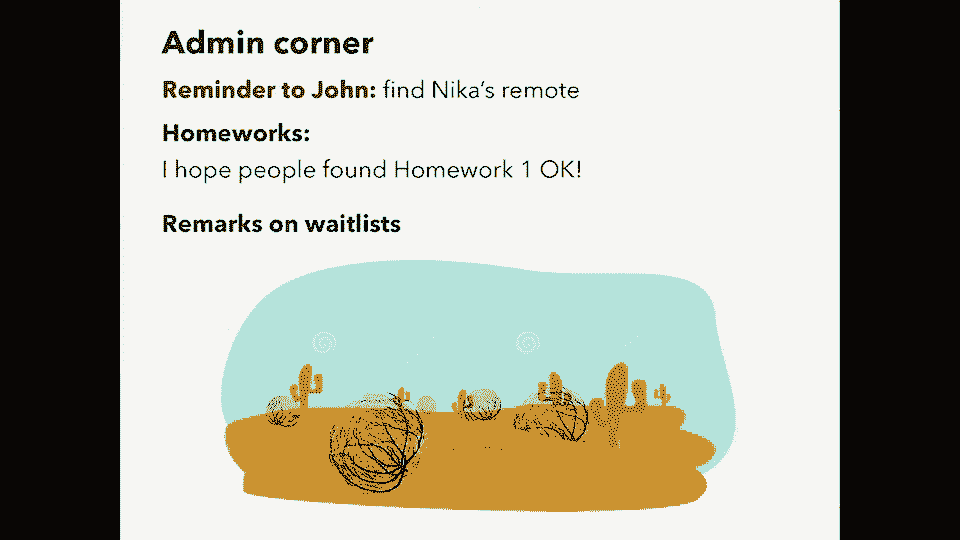 Admin corner
Reminder to John: find Nika's remote
Homeworks:
I hope people found Homework 1 OK!
Remarks on waitlists